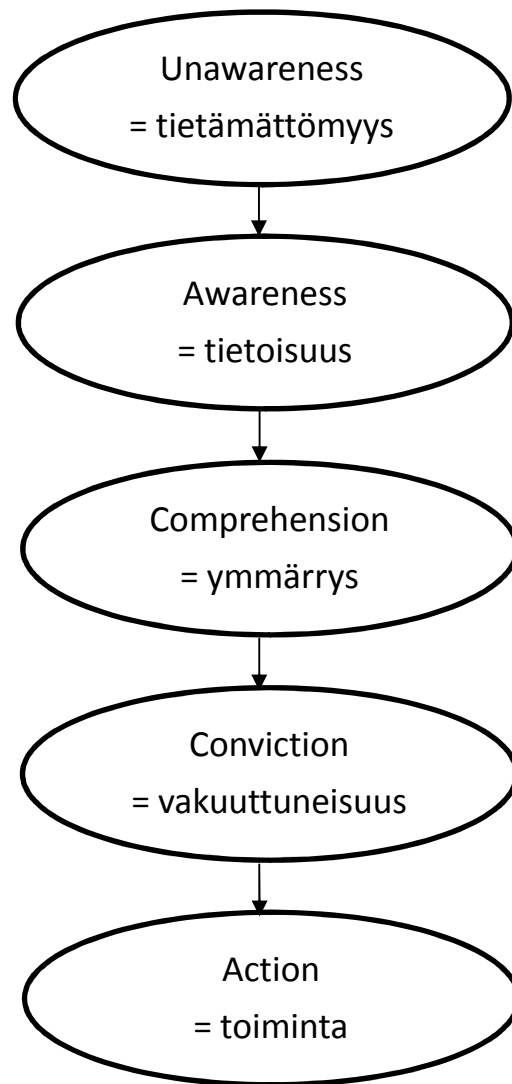 Unawareness
= tietämättömyys
Awareness
= tietoisuus
Comprehension
= ymmärrys
Conviction
= vakuuttuneisuus
Action
= toiminta